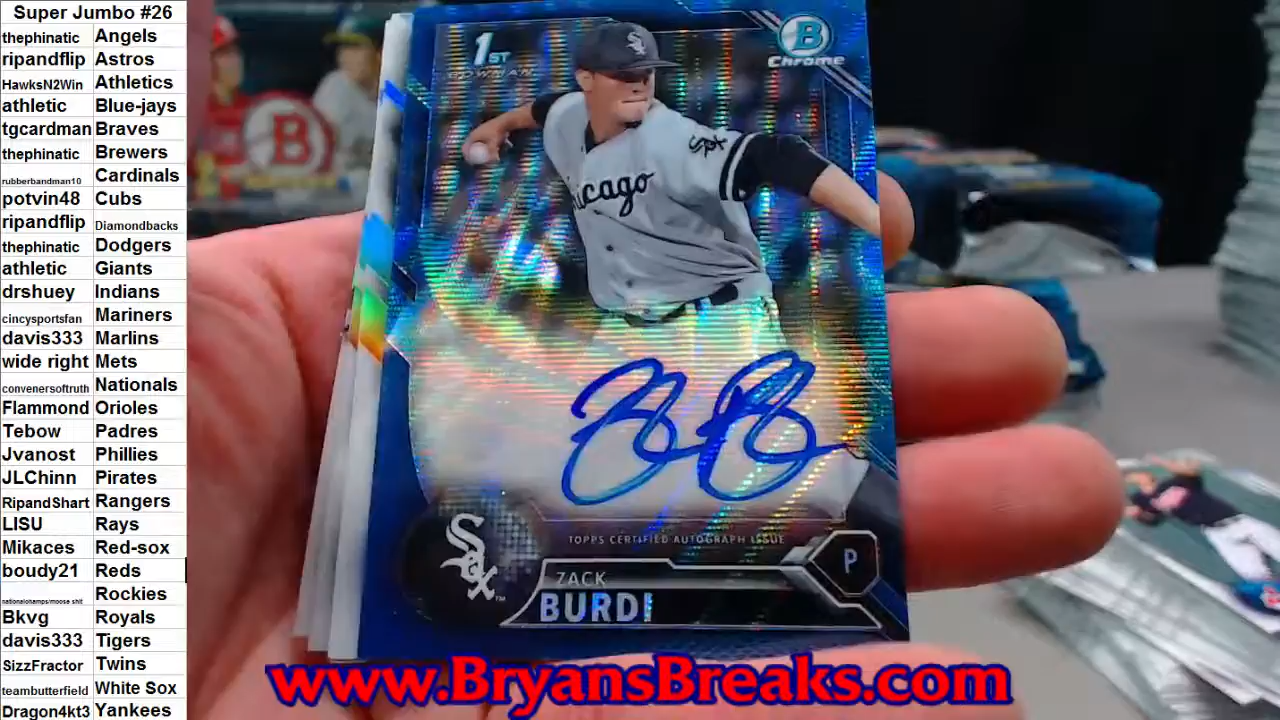 Super Jumbo #26
thephinatic Angels
ripandflip Astros
HawksN2Win Athletics
athletic Blue-jays
tgcardman Braves
thephinatic Brewers
rubberbandman10 Cardinals
potvin48 Cubs
ripandflip Diamondbacks
thephinatic Dodgers
athletic Giants
drshuey Indians
cincysportsfan Mariners
davis333 Marlins
wide right Mets
convenersoftruth Nationals
Flammond Orioles
Tebow Padres
Jvanost Phillies
JLChinn Pirates
RipandShart Rangers
LISU Rays
Mikaces Red-sox
boudy21 Reds
nationalchamps/moose shit Rockies
Bkvg Royals
davis333 Tigers
SizzFractor Twins
teambutterfield White Sox
Dragon4kt3 Yankees
1ST
BOWMAN
B
Chrome
Sox
Chicago
B
TOPPS CERTIFIED AUTOGRAPH ISSUE
Sox
P
ZACK
BURDI
www.BryansBreaks.com